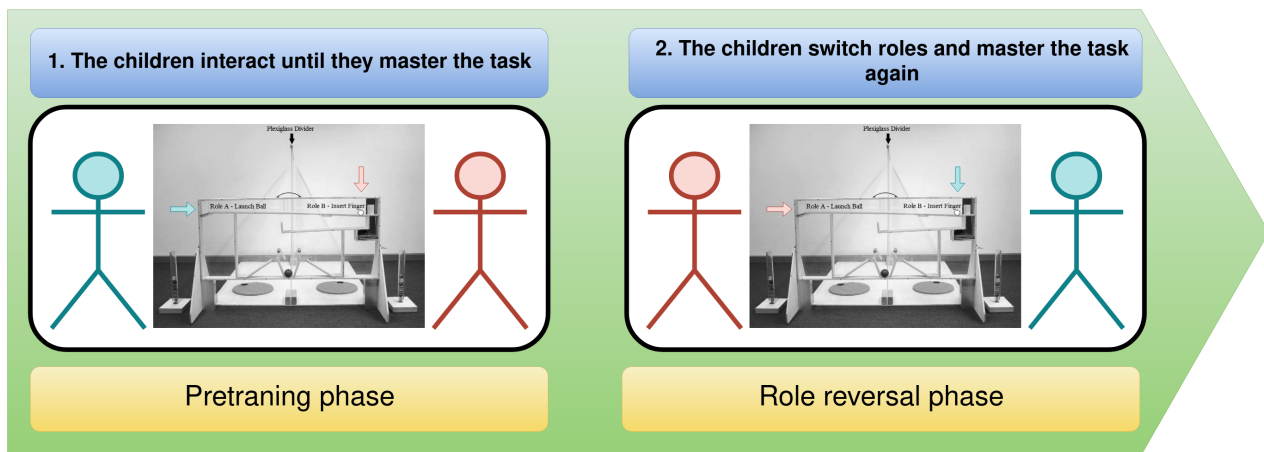 1. The children interact until they master the task
2. The children switch roles and master the task
again
Plexiglass Divider
Role A - Launch Ball
Role B - Insert Finger
Plexiglass Divider
Role A - Launch Ball
Role B - Insert Finger
Pretraning phase
Role reversal phase